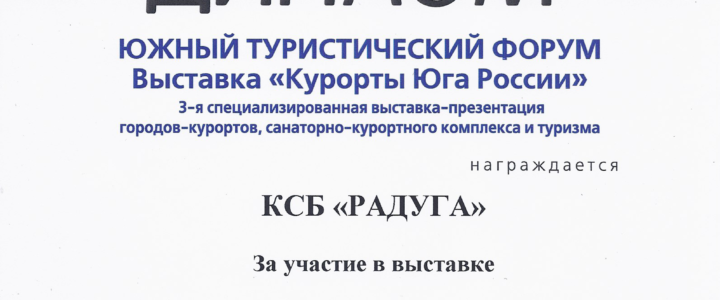 ДИПЛОМ
ЮЖНЫЙ ТУРИСТИЧЕСКИЙ ФОРУМ
Выставка «Курорты Юга России»
3-я специализированная выставка-презентация
городов-курортов, санаторно-курортного комплекса и туризма
награждается
КСБ «РАДУГА»
За участие в выставке